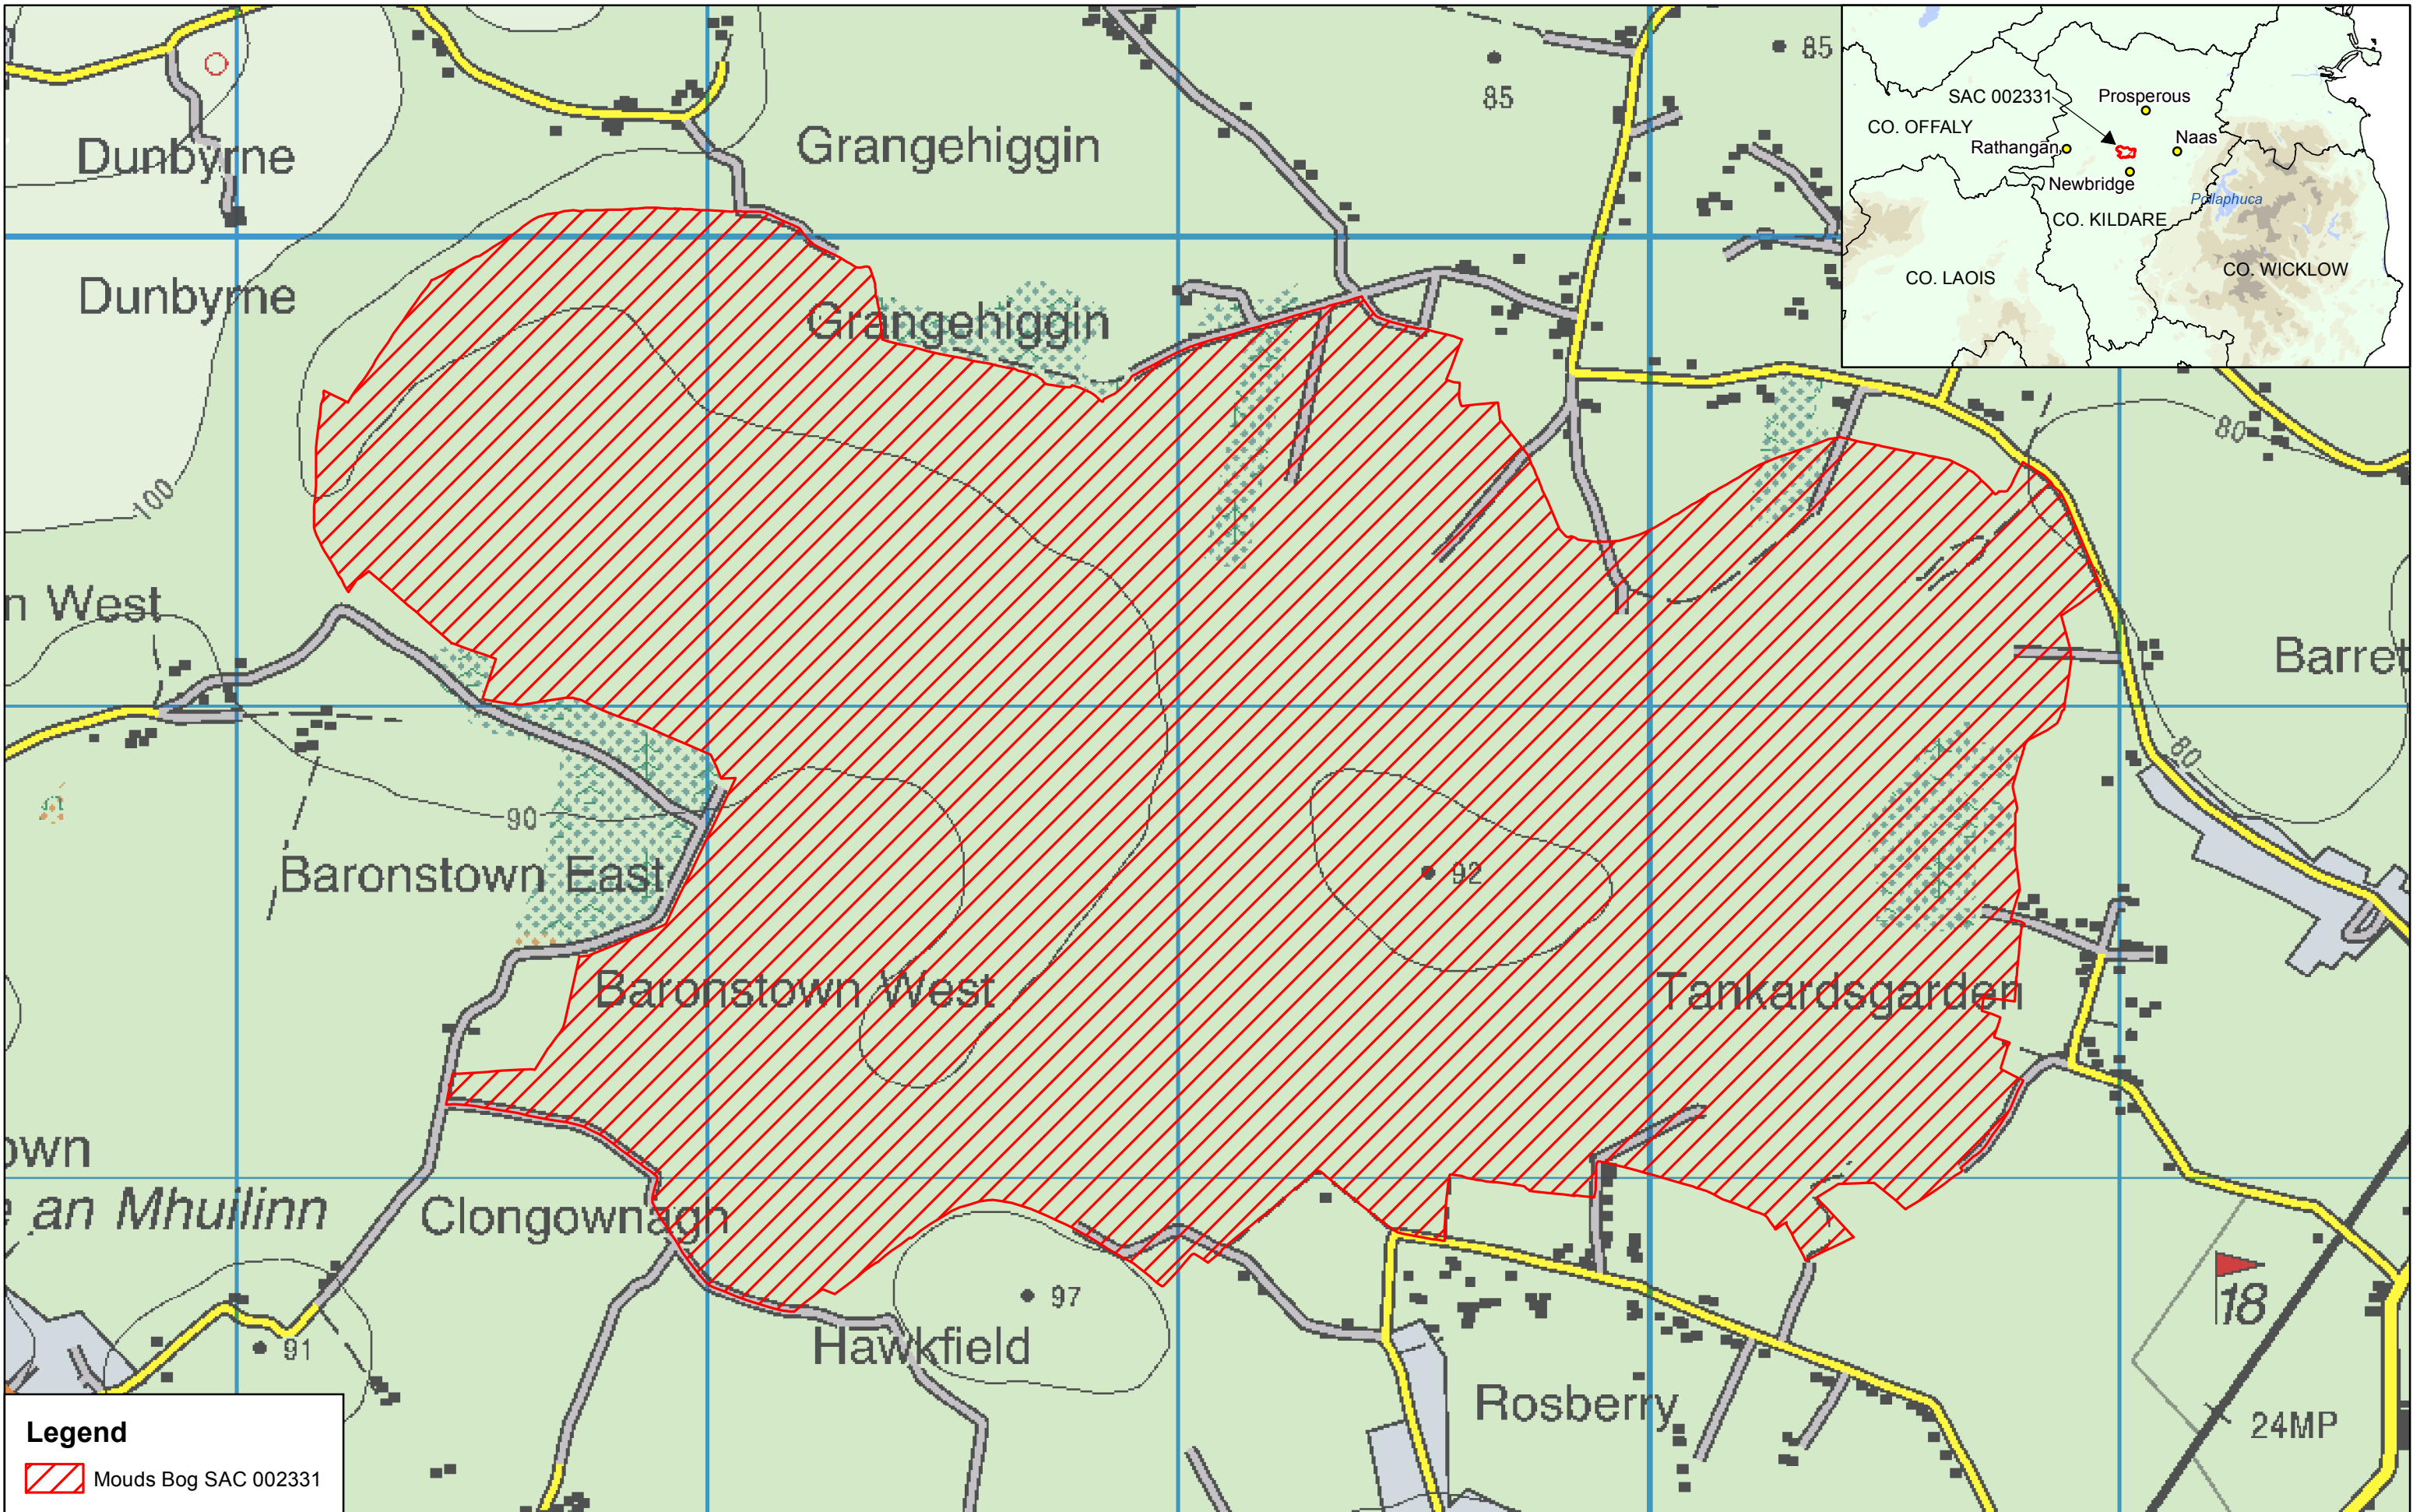 85
85
Dunbyrne
Grangehiggin
SAC 002331
Prosperous
CO. OFFALY
Rathangan
Naas
Newbridge
Pollaphuca
CO. KILDARE
CO. LAOIS
CO. WICKLOW
Dunbyrne
Grangehiggin
80
100
n West
Barret
80
90
Baronstown East
92
Baronstown West
Tankardsgarden
own
e an Mhuilinn
Clongownagh
97
18
91
Hawkfield
Rosberry
24MP
Legend
Mouds Bog SAC 002331